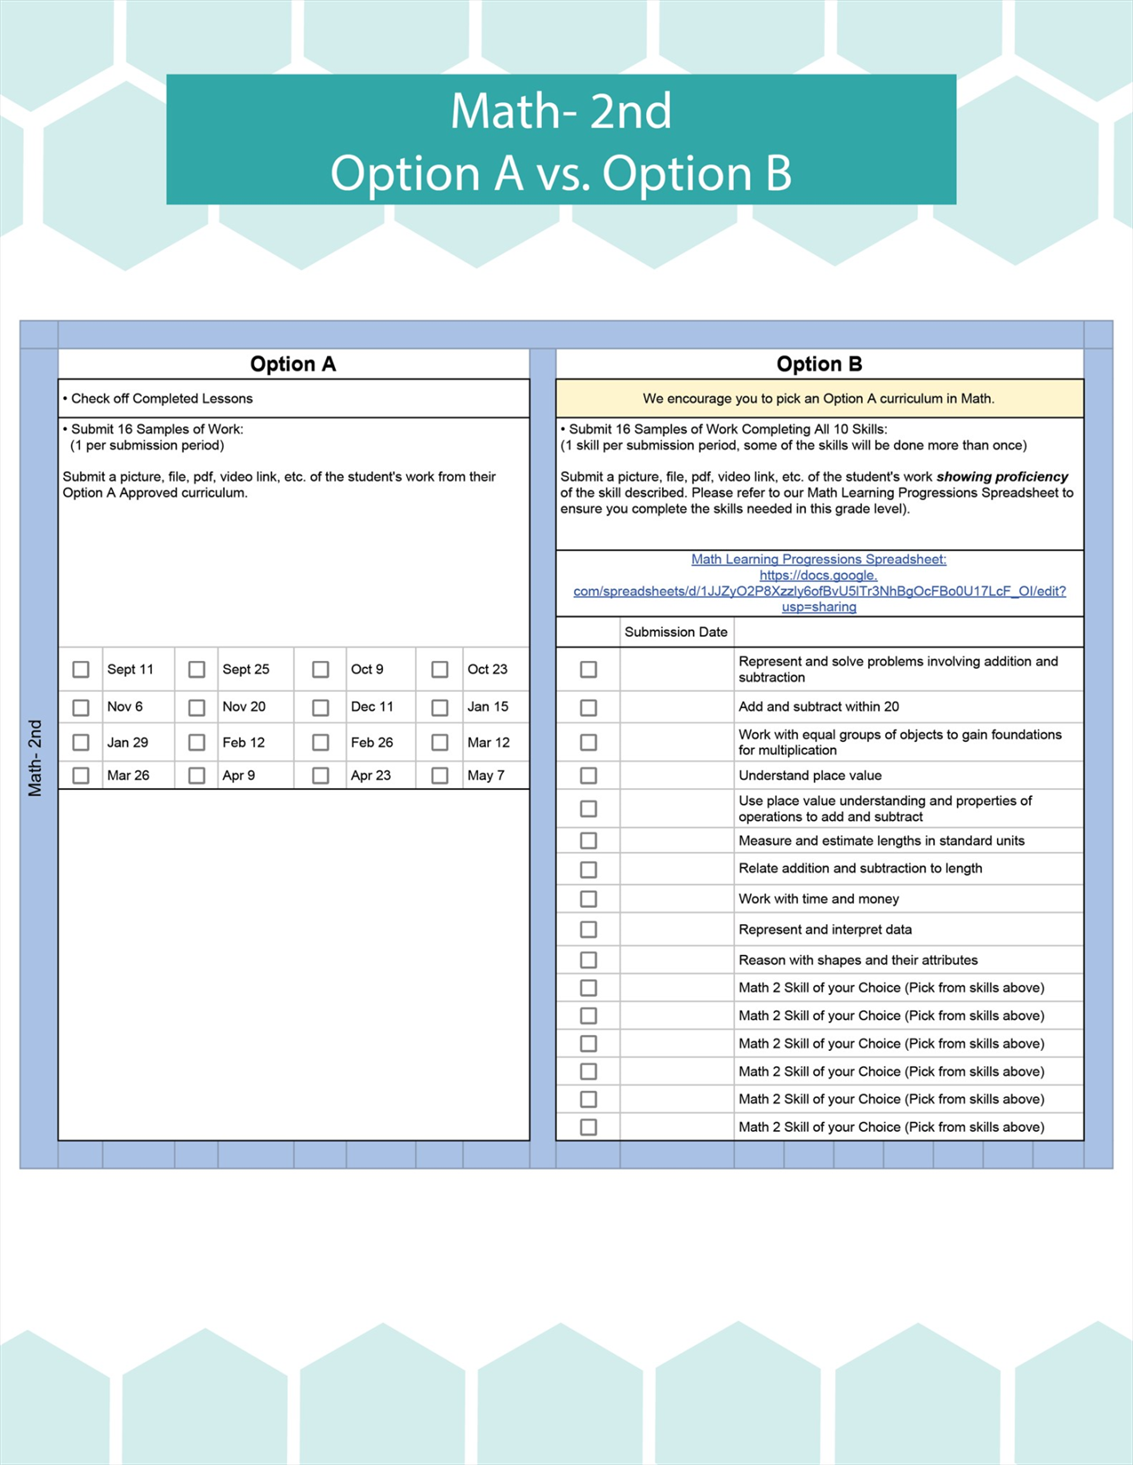 Math- 2nd
Option A vs. Option B
Math- 2nd
Option A
• Check off Completed Lessons
• Submit 16 Samples of Work:
(1 per submission period)
Submit a picture, file, pdf, video link, etc. of the student's work from their
Option A Approved curriculum.
Sept 11 Sept 25 Oct 9 Oct 23
Nov 6 Nov 20 Dec 11 Jan 15
Jan 29 Feb 12 Feb 26 Mar 12
Mar 26 Apr 9 Apr 23 May 7
Option B
We encourage you to pick an Option A curriculum in Math.
• Submit 16 Samples of Work Completing All 10 Skills:
(1 skill per submission period, some of the skills will be done more than once)
Submit a picture, file, pdf, video link, etc. of the student's work showing proficiency
of the skill described. Please refer to our Math Learning Progressions Spreadsheet to
ensure you complete the skills needed in this grade level).
Math Learning Progressions Spreadsheet:
https://docs.google.
com/spreadsheets/d/1JJZyO2P8Xzzly6ofBvU5lTr3NhBgOcFBo0U17LcF_OI/edit?
usp=sharing
Submission Date
Represent and solve problems involving addition and
subtraction
Add and subtract within 20
Work with equal groups of objects to gain foundations
for multiplication
Understand place value
Use place value understanding and properties of
operations to add and subtract
Measure and estimate lengths in standard units
Relate addition and subtraction to length
Work with time and money
Represent and interpret data
Reason with shapes and their attributes
Math 2 Skill of your Choice (Pick from skills above)
Math 2 Skill of your Choice (Pick from skills above)
Math 2 Skill of your Choice (Pick from skills above)
Math 2 Skill of your Choice (Pick from skills above)
Math 2 Skill of your Choice (Pick from skills above)
Math 2 Skill of your Choice (Pick from skills above)